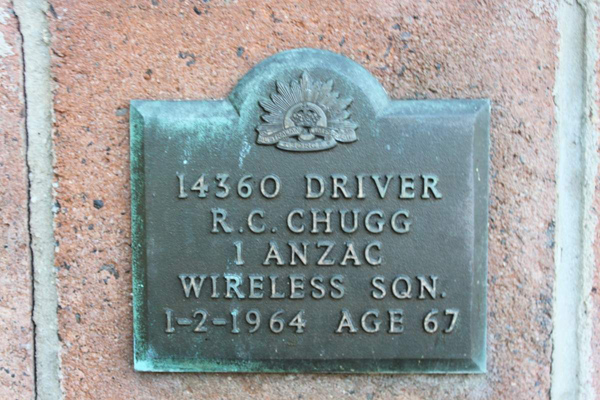 14360 DRIVER
R.C. CHUGG
1 ANZAC
WIRELESS SQN.
1-2-1964 AGE 67